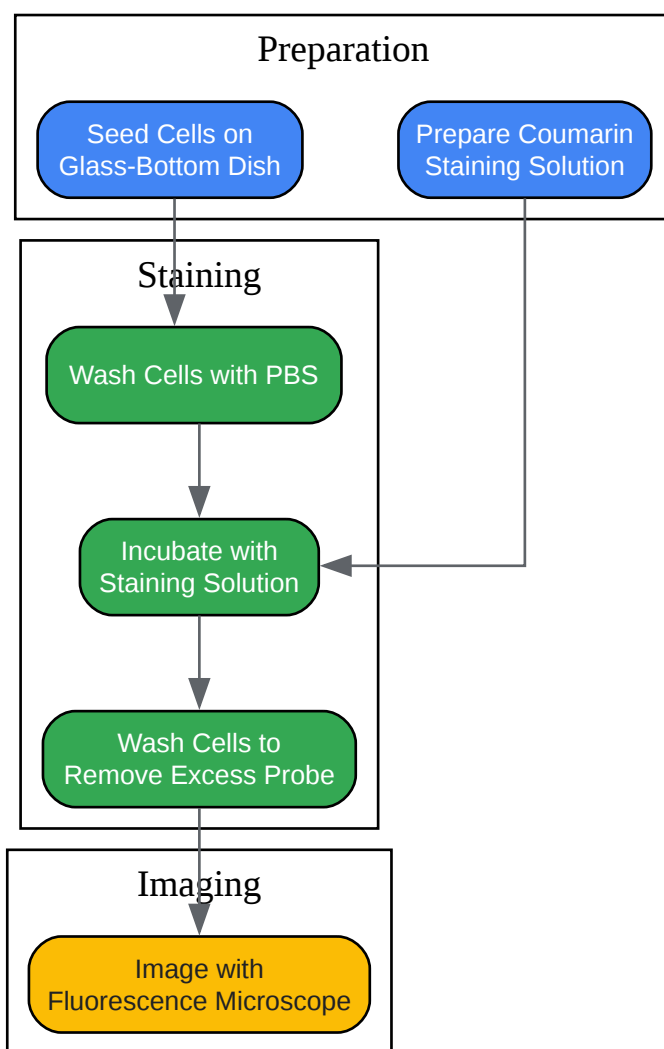 Preparation
Seed Cells on
Glass-Bottom Dish
Prepare Coumarin
Staining Solution
Staining
Wash Cells with PBS
Incubate with
Staining Solution
Wash Cells to
Remove Excess Probe
Imaging
Image with
Fluorescence Microscope